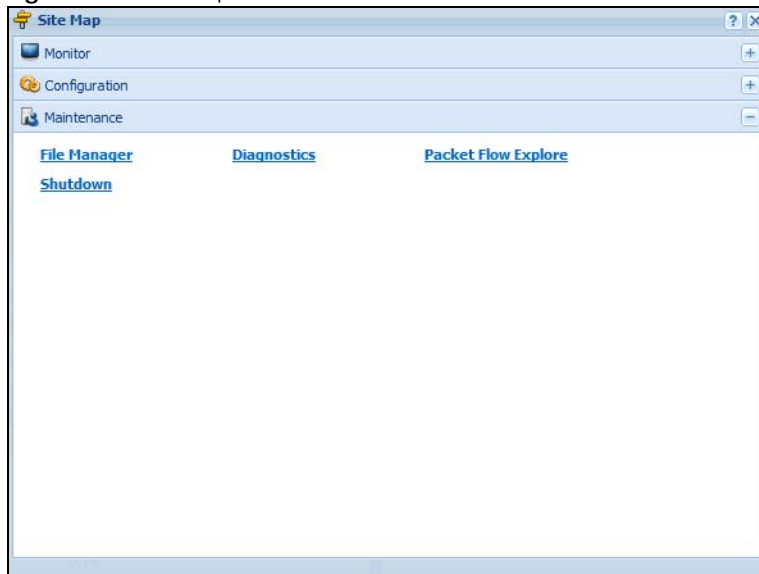 Site Map
Monitor
Configuration
Maintenance
File Manager Diagnostics Packet Flow Explore
Shutdown